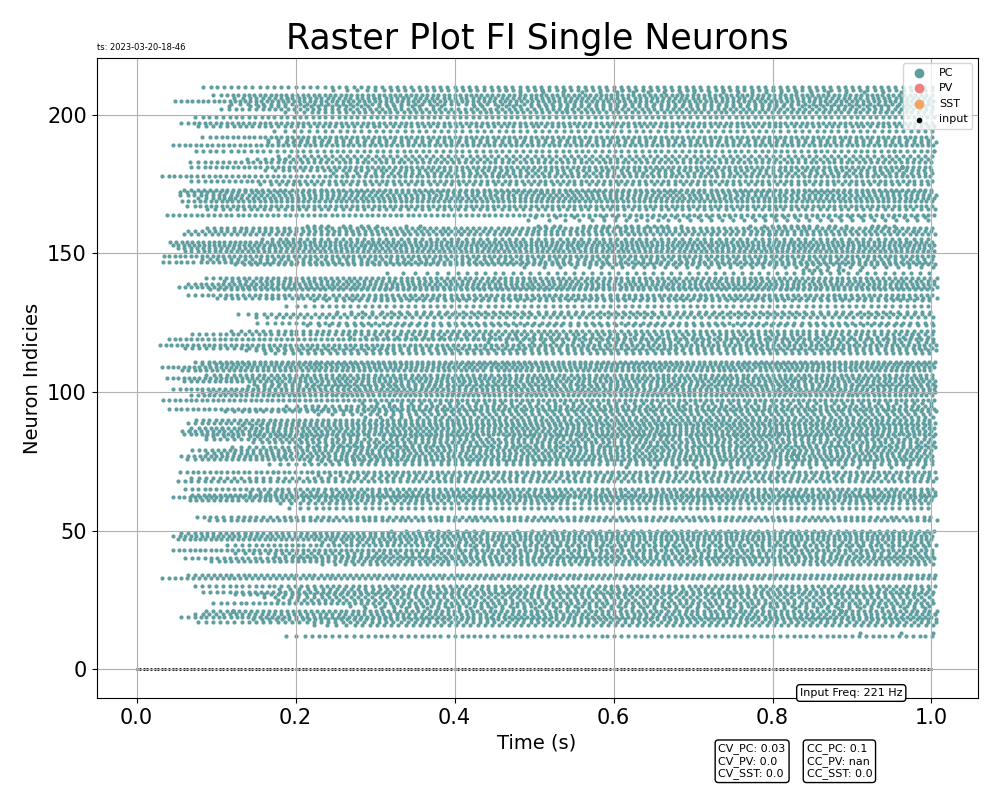 Raster Plot FI Single Neurons
ts: 2023-03-20-18-46
PC
PV
SST
input
200
150
100
50
0
Neuron Indicies
0.0 0.2 0.4 0.6 0.8 1.0
Time (s)
Input Freq: 221 Hz
CV_PC: 0.03
CV_PV: 0.0
CV_SST: 0.0
CC_PC: 0.1
CC_PV: nan
CC_SST: 0.0